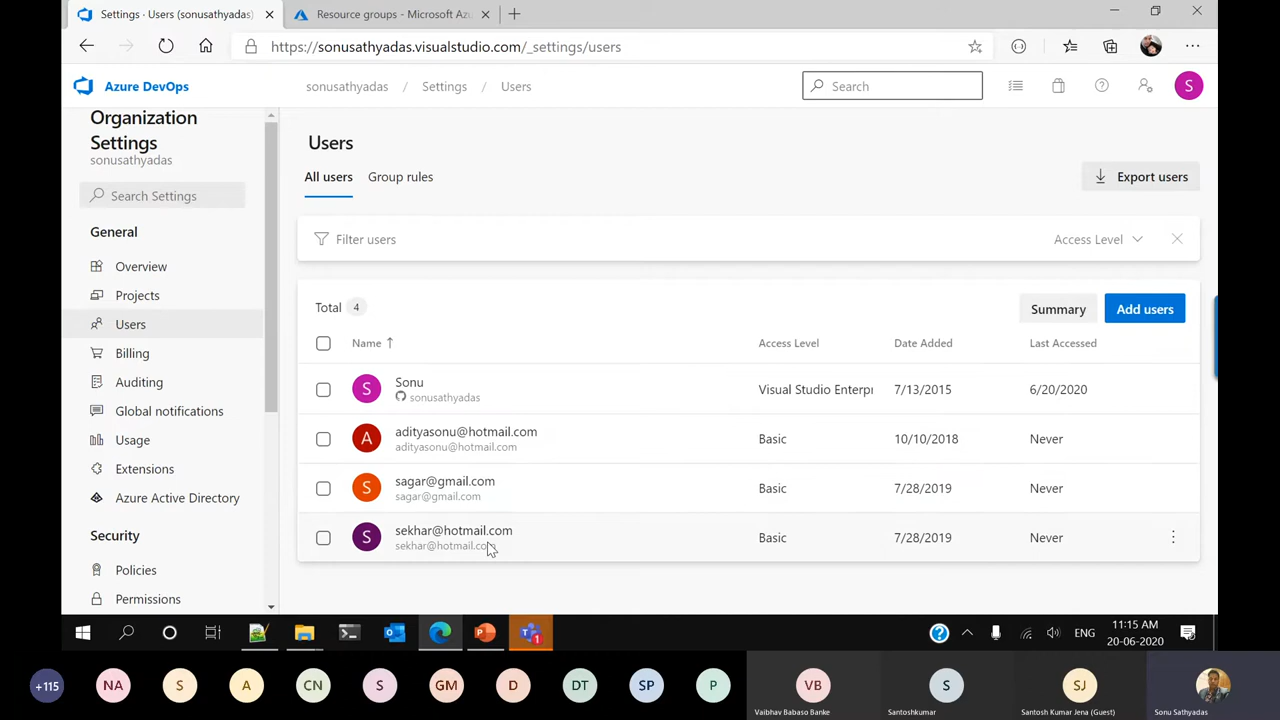 Settings · Users (sonusathyadas)
Resource groups - Microsoft Azu
https://sonusathyadas.visualstudio.com/_settings/users
Azure DevOps
sonusathyadas / Settings / Users
Search
S
Organization
Settings
sonusathyadas
Search Settings
General
Overview
Projects
Users
Billing
Auditing
Global notifications
Usage
Extensions
Azure Active Directory
Security
Policies
Permissions
Users
All users Group rules
Export users
Filter users
Access Level
Total 4
Summary
Add users
Name ↑ Access Level Date Added Last Accessed
S Sonu Visual Studio Enterpr 7/13/2015 6/20/2020
sonusathyadas
A adityasonu@hotmail.com Basic 10/10/2018 Never
adityasonu@hotmail.com
S sagar@gmail.com Basic 7/28/2019 Never
sagar@gmail.com
S sekhar@hotmail.com Basic 7/28/2019 Never
sekhar@hotmail.com
1
ENG
11:15 AM
20-06-2020
+115 NA S A CN S GM D DT SP P VB S SJ
Vaibhav Babaso Banke
Santoshkumar
Santosh Kumar Jena (Guest)
Sonu Sathyadas